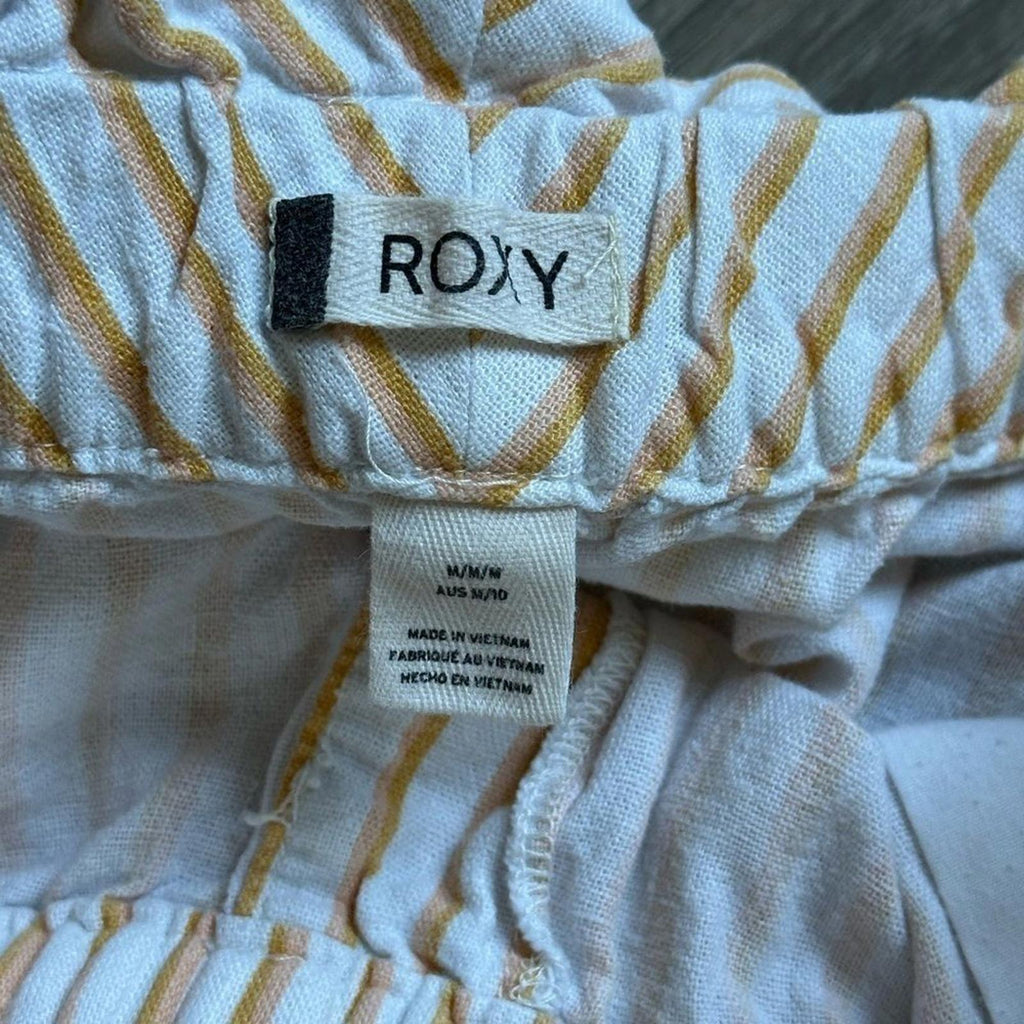 ROXY
M/M/M
AUS M/10
MADE IN VIETNAM
FABRIQUÉ AU VIETNAM
HECHO EN VIETNAM